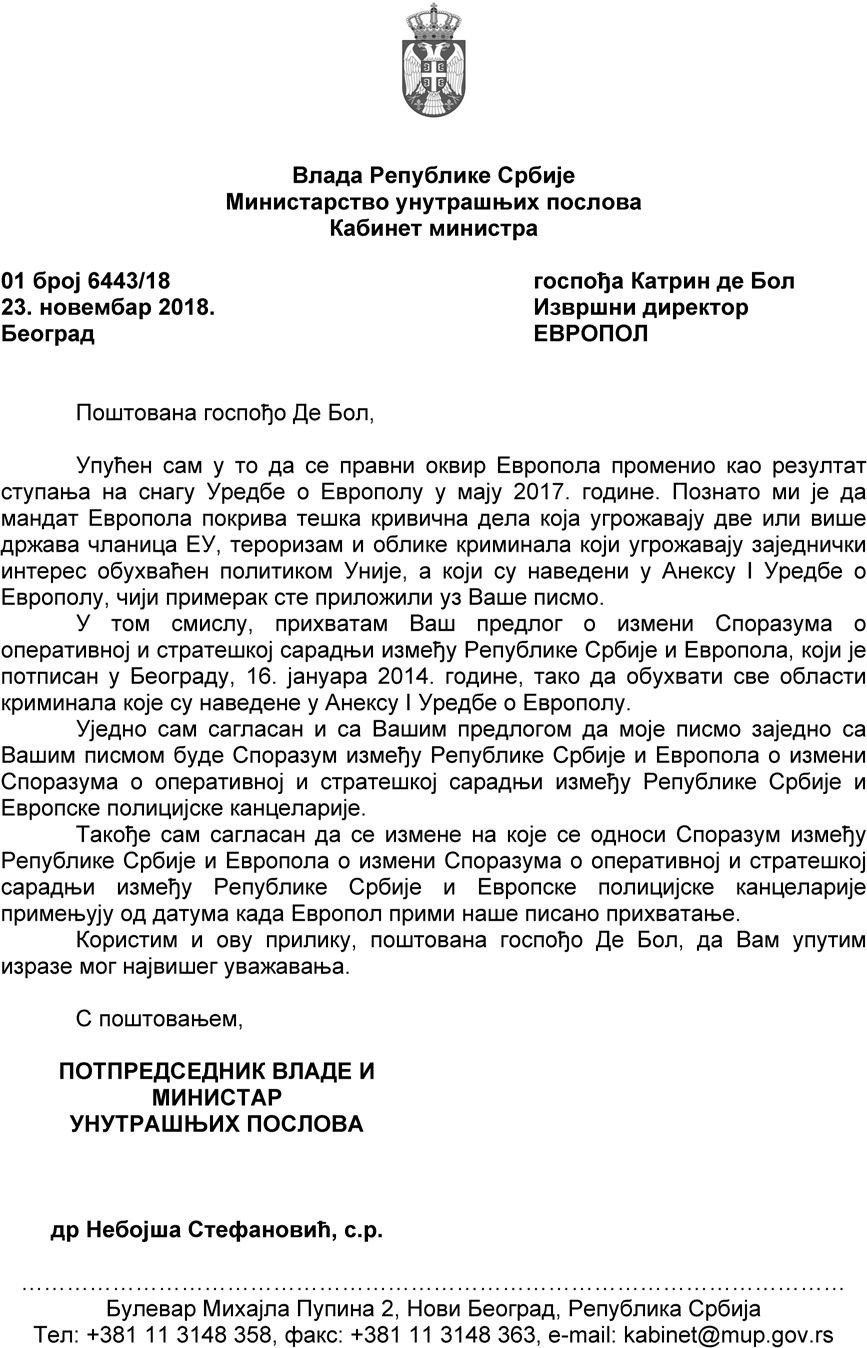 Влада Републике Србије
Министарство унутрашњих послова
Кабинет министра
01 број 6443/18
23. новембар 2018.
Београд
госпођа Катрин де Бол
Извршни директор
ЕВРОПОЛ
Поштована госпођо Де Бол,
Упућен сам у то да се правни оквир Европола променио као резултат
ступања на снагу Уредбе о Европолу у мају 2017. године. Познато ми је да
мандат Европола покрива тешка кривична дела која угрожавају две или више
држава чланица ЕУ, тероризам и облике криминала који угрожавају заједнички
интерес обухваћен политиком Уније, а који су наведени у Анексу I Уредбе о
Европолу, чији примерак сте приложили уз Ваше писмо.
У том смислу, прихватам Ваш предлог о измени Споразума о
оперативној и стратешкој сарадњи између Републике Србије и Европола, који је
потписан у Београду, 16. јануара 2014. године, тако да обухвати све области
криминала које су наведене у Анексу I Уредбе о Европолу.
Уједно сам сагласан и са Вашим предлогом да моје писмо заједно са
Вашим писмом буде Споразум између Републике Србије и Европола о измени
Споразума о оперативној и стратешкој сарадњи између Републике Србије и
Европске полицијске канцеларије.
Такође сам сагласан да се измене на које се односи Споразум између
Републике Србије и Европола о измени Споразума о оперативној и стратешкој
сарадњи између Републике Србије и Европске полицијске канцеларије
примењују од датума када Европол прими наше писано прихватање.
Користим и ову прилику, поштована госпођо Де Бол, да Вам упутим
изразе мог највишег уважавања.
С поштовањем,
ПОТПРЕДСЕДНИК ВЛАДЕ И
МИНИСТАР
УНУТРАШЊИХ ПОСЛОВА
др Небојша Стефановић, с.р.
Булевар Михајла Пупина 2, Нови Београд, Република Србија
Тел: +381 11 3148 358, факс: +381 11 3148 363, e-mail: kabinet@mup.gov.rs